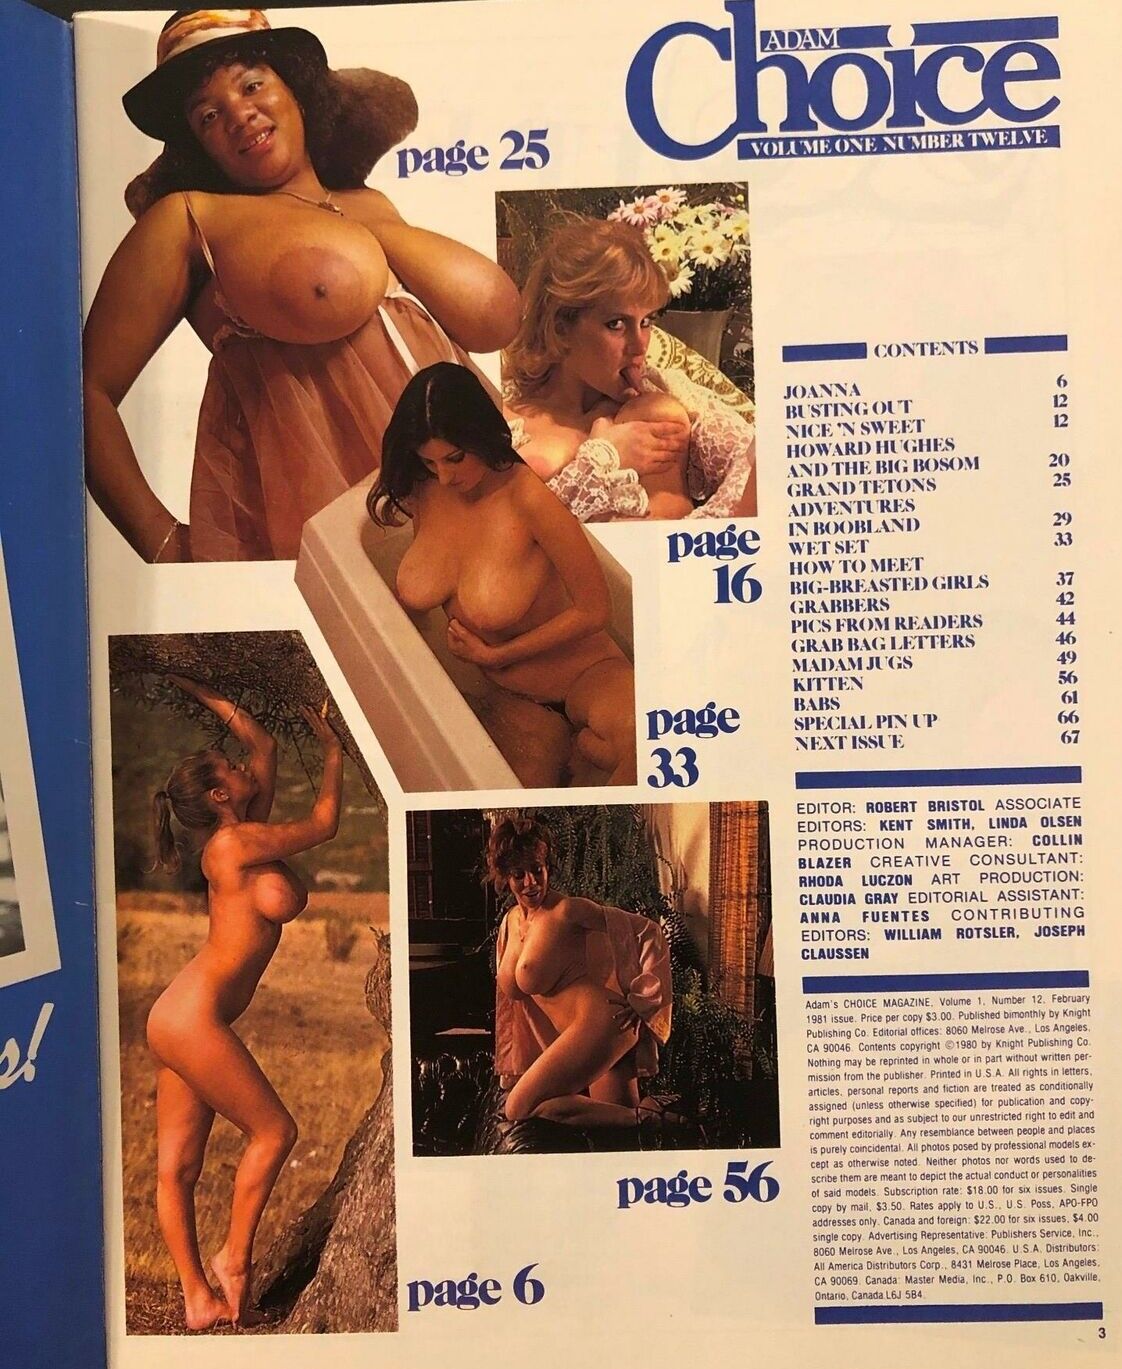 ADAM
Choice
VOLUME ONE NUMBER TWELVE
page 25
page
16
page
33
page 56
page 6
CONTENTS
JOANNA 6
BUSTING OUT 12
NICE 'N SWEET 12
HOWARD HUGHES
AND THE BIG BOSOM 20
GRAND TETONS 25
ADVENTURES
IN BOOBLAND 29
WET SET 33
HOW TO MEET
BIG-BREASTED GIRLS 37
GRABBERS 42
PICS FROM READERS 44
GRAB BAG LETTERS 46
MADAM JUGS 49
KITTEN 56
BABS 61
SPECIAL PIN UP 66
NEXT ISSUE 67
EDITOR: ROBERT BRISTOL ASSOCIATE
EDITORS: KENT SMITH, LINDA OLSEN
PRODUCTION MANAGER: COLLIN
BLAZER CREATIVE CONSULTANT:
RHODA LUCZON ART PRODUCTION:
CLAUDIA GRAY EDITORIAL ASSISTANT:
ANNA FUENTES CONTRIBUTING
EDITORS: WILLIAM ROTSLER, JOSEPH
CLAUSSEN
Adam's CHOICE MAGAZINE, Volume 1, Number 12, February
1981 issue. Price per copy $3.00. Published bimonthly by Knight
Publishing Co. Editorial offices: 8060 Melrose Ave., Los Angeles,
CA 90046. Contents copyright ©1980 by Knight Publishing Co.
Nothing may be reprinted in whole or in part without written per-
mission from the publisher. Printed in U.S.A. All rights in letters,
articles, personal reports and fiction are treated as conditionally
assigned (unless otherwise specified) for publication and copy-
right purposes and as subject to our unrestricted right to edit and
comment editorially. Any resemblance between people and places
is purely coincidental. All photos posed by professional models ex-
cept as otherwise noted. Neither photos nor words used to de-
scribe them are meant to depict the actual conduct or personalities
of said models. Subscription rate: $18.00 for six issues. Single
copy by mail, $3.50. Rates apply to U.S., U.S. Poss, APO-FPO
addresses only. Canada and foreign: $22.00 for six issues, $4.00
single copy. Advertising Representative: Publishers Service, Inc.,
8060 Melrose Ave., Los Angeles, CA 90046. U.S.A. Distributors:
All America Distributors Corp., 8431 Melrose Place, Los Angeles,
CA 90069. Canada: Master Media, Inc., P.O. Box 610, Oakville,
Ontario, Canada L6J 5B4.
3
s!